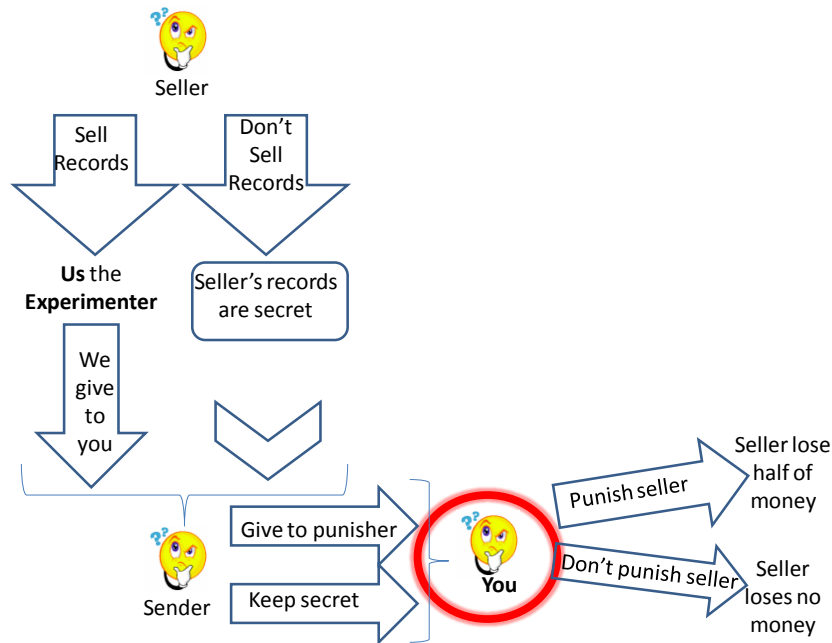 ??
Seller
Sell
Records
Don't
Sell
Records
Us the
Experimenter
Seller's records
are secret
We
give
to
you
??
Sender
Give to punisher
Keep secret
??
You
Punish seller
Don't punish seller
Seller lose
half of
money
Seller
loses no
money